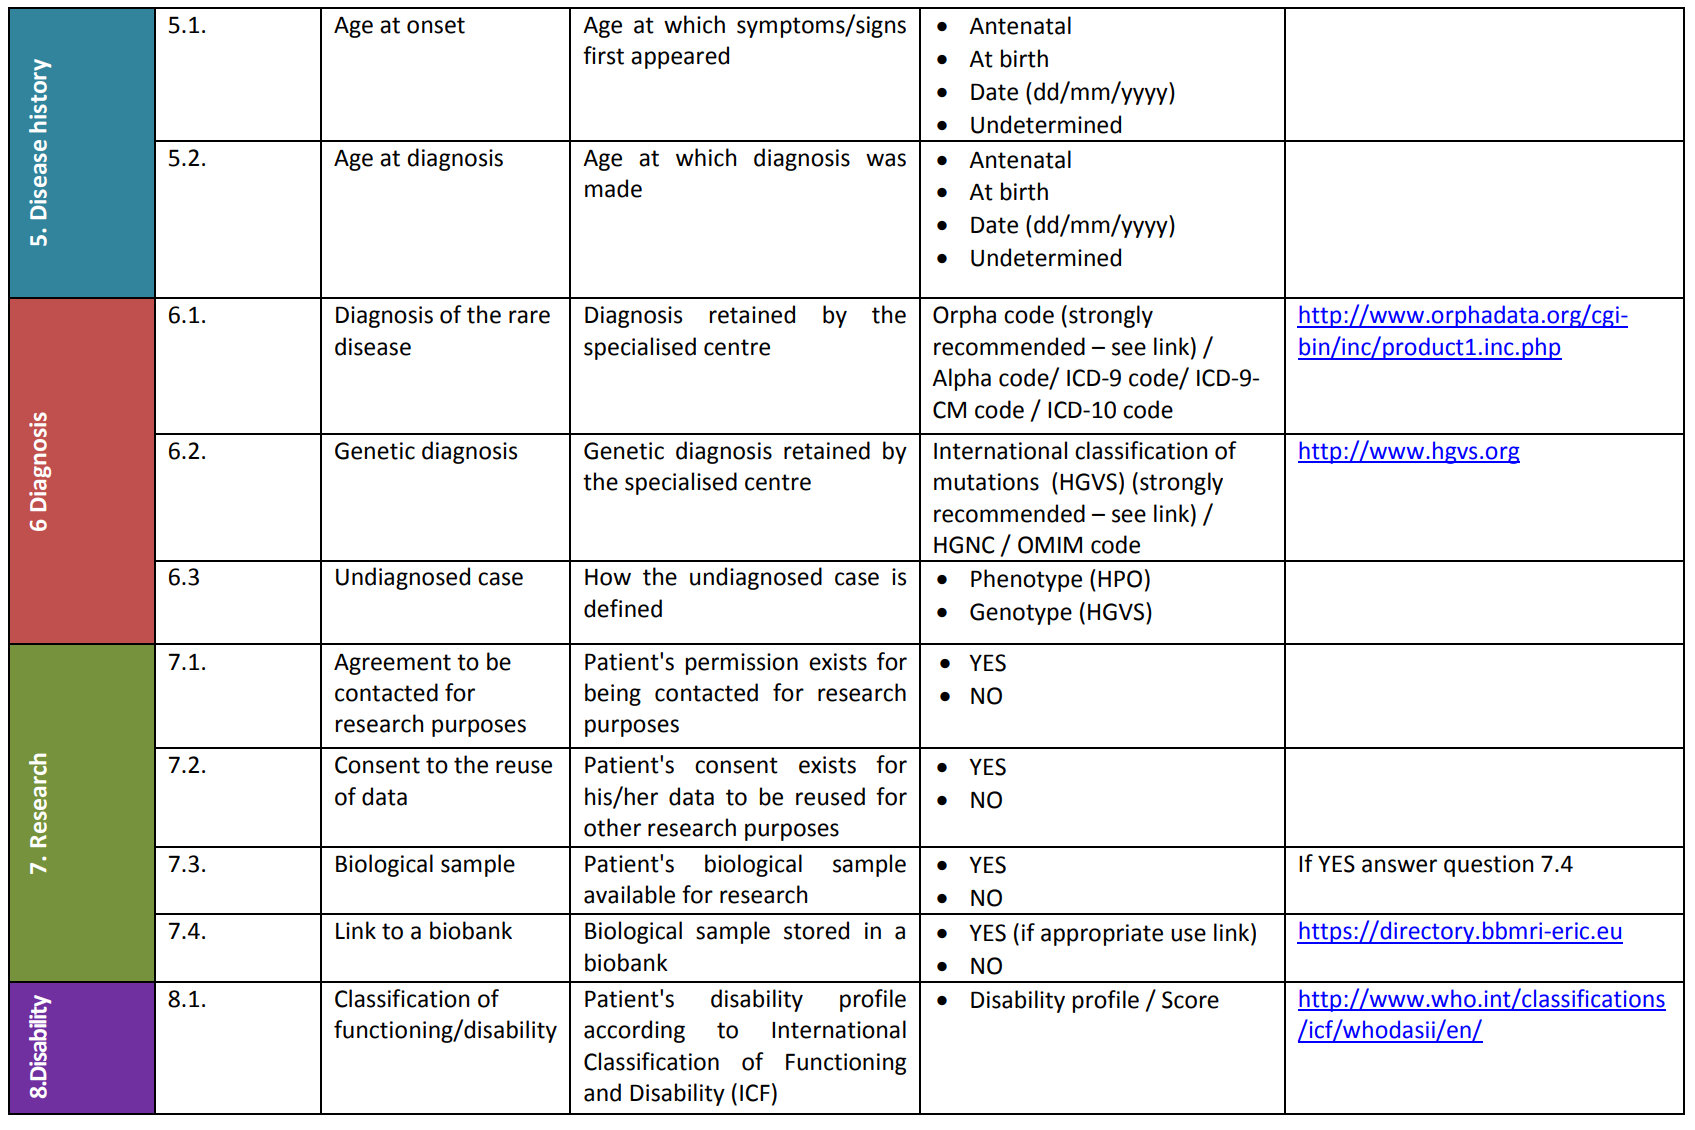 5. Disease history
5.1.
Age at onset
Age at which symptoms/signs
first appeared
• Antenatal
• At birth
• Date (dd/mm/yyyy)
• Undetermined
5.2.
Age at diagnosis
Age at which diagnosis was
made
• Antenatal
• At birth
• Date (dd/mm/yyyy)
• Undetermined
6 Diagnosis
6.1.
Diagnosis of the rare
disease
Diagnosis retained by the
specialised centre
Orpha code (strongly
recommended – see link) /
Alpha code/ ICD-9 code/ ICD-9-
CM code / ICD-10 code
http://www.orphadata.org/cgi-
bin/inc/product1.inc.php
6.2.
Genetic diagnosis
Genetic diagnosis retained by
the specialised centre
International classification of
mutations (HGVS) (strongly
recommended – see link) /
HGNC / OMIM code
http://www.hgvs.org
6.3
Undiagnosed case
How the undiagnosed case is
defined
• Phenotype (HPO)
• Genotype (HGVS)
7. Research
7.1.
Agreement to be
contacted for
research purposes
Patient's permission exists for
being contacted for research
purposes
• YES
• NO
7.2.
Consent to the reuse
of data
Patient's consent exists for
his/her data to be reused for
other research purposes
• YES
• NO
7.3.
Biological sample
Patient's biological sample
available for research
• YES
• NO
If YES answer question 7.4
7.4.
Link to a biobank
Biological sample stored in a
biobank
• YES (if appropriate use link)
• NO
https://directory.bbmri-eric.eu
8.Disability
8.1.
Classification of
functioning/disability
Patient's disability profile
according to International
Classification of Functioning
and Disability (ICF)
• Disability profile / Score
http://www.who.int/classifications
/icf/whodasii/en/